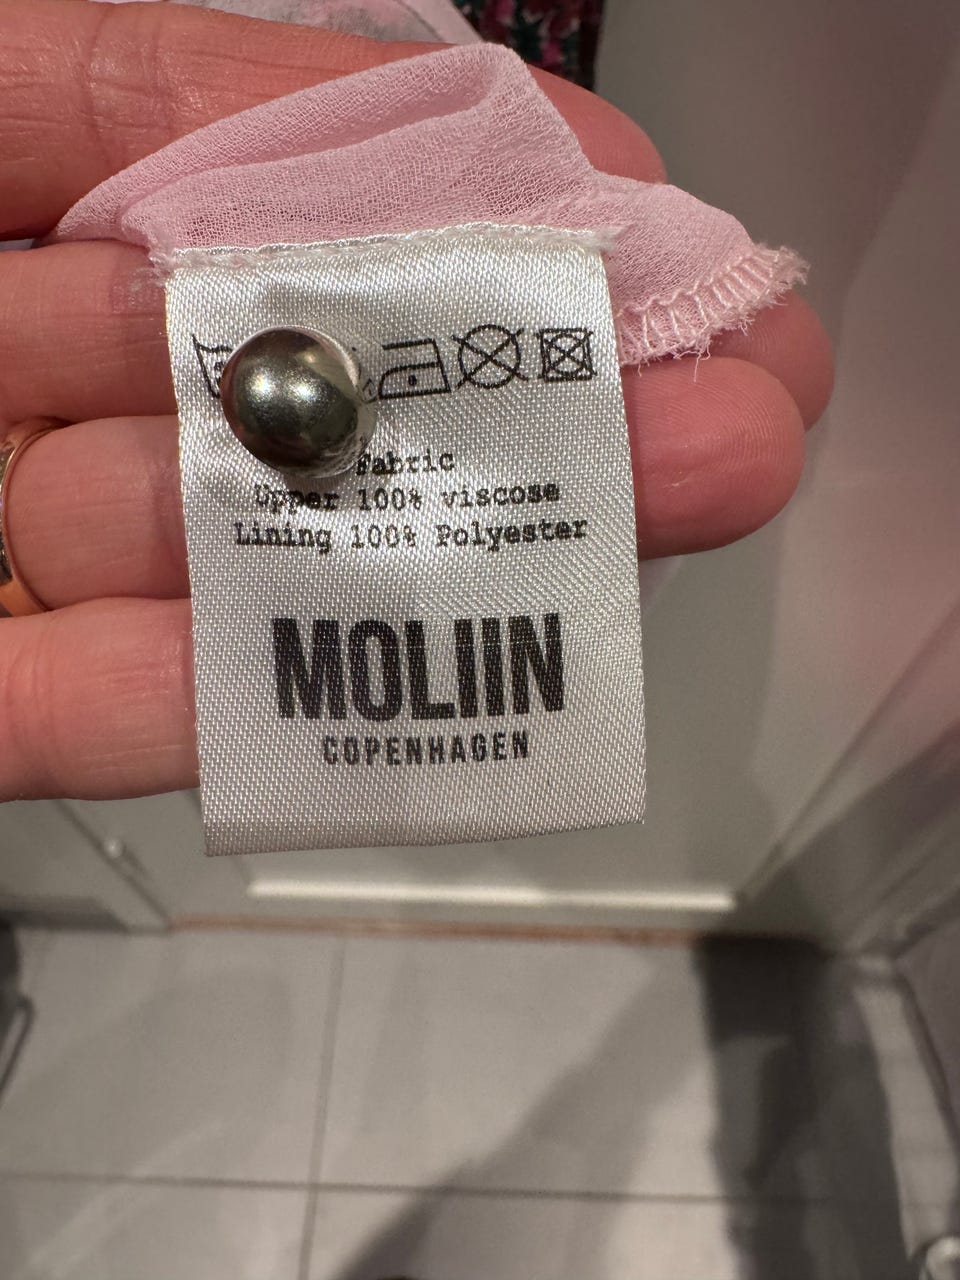 Fabric
Upper 100% viscose
Lining 100% Polyester
MOLIIN
COPENHAGEN